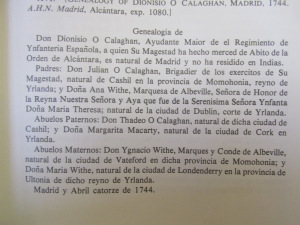 [GENEALOGY OF DIONISIO O CALAGHAN, MADRID, 1744.
A.H.N. Madrid, Alcántara, exp. 1080.]
Genealogia de
Don Dionisio O Calaghan, Ayudante Maior de el Regimiento de
Ynfanteria Española, a quien Su Magestad ha hecho merced de Abito de la
Orden de Alcántara, es natural de Madrid y no ha residido en Indias.
Padres: Don Julian O Calaghan, Brigadier de los exercicios de Su
Magestad, natural de Cashil en la provincia de Momohonia, reyno de
Yrlanda; y Doña Ana Withe, Marquesa de Albeville, Señora de Honor de
la Reyna Nuestra Señora y Aya que fue de la Serenisima Señora Ynfanta
Doña Maria Theresa; natural de la ciudad de Dublin, corte de Yrlanda.
Abuelos Paternos: Don Thadeo O Calaghan, natural de dicha ciudad de
Cashil; y Doña Margarita Macarty, natural de la ciudad de Cork en
Yrlanda.
Abuelos Maternos: Don Ygnacio Withe, Marques y Conde de Albeville,
natural de la ciudad de Vateford en dicha provincia de Momohonia; y
Doña Maria Withe, natural de la ciudad de Londenderry en la provincia de
Ultonia de dicho reyno de Yrlanda.
Madrid y Abril catorze de 1744.